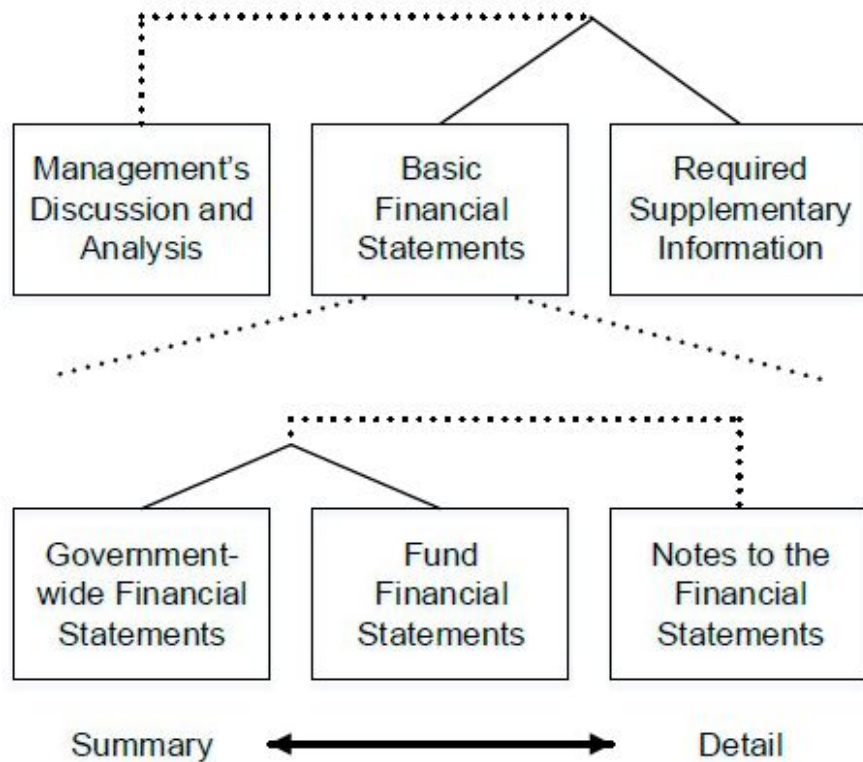 Management's
Discussion and
Analysis
Basic
Financial
Statements
Required
Supplementary
Information
Government-
wide Financial
Statements
Fund
Financial
Statements
Notes to the
Financial
Statements
Summary
Detail